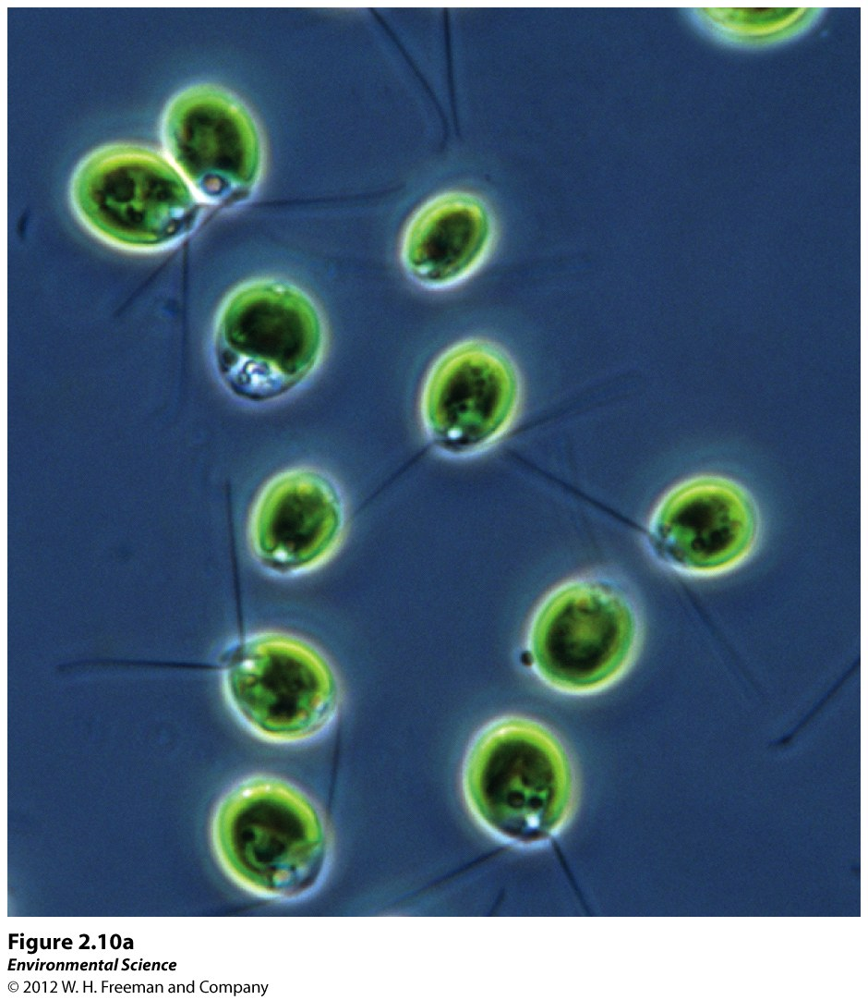 Figure 2.10a
Environmental Science
© 2012 W. H. Freeman and Company